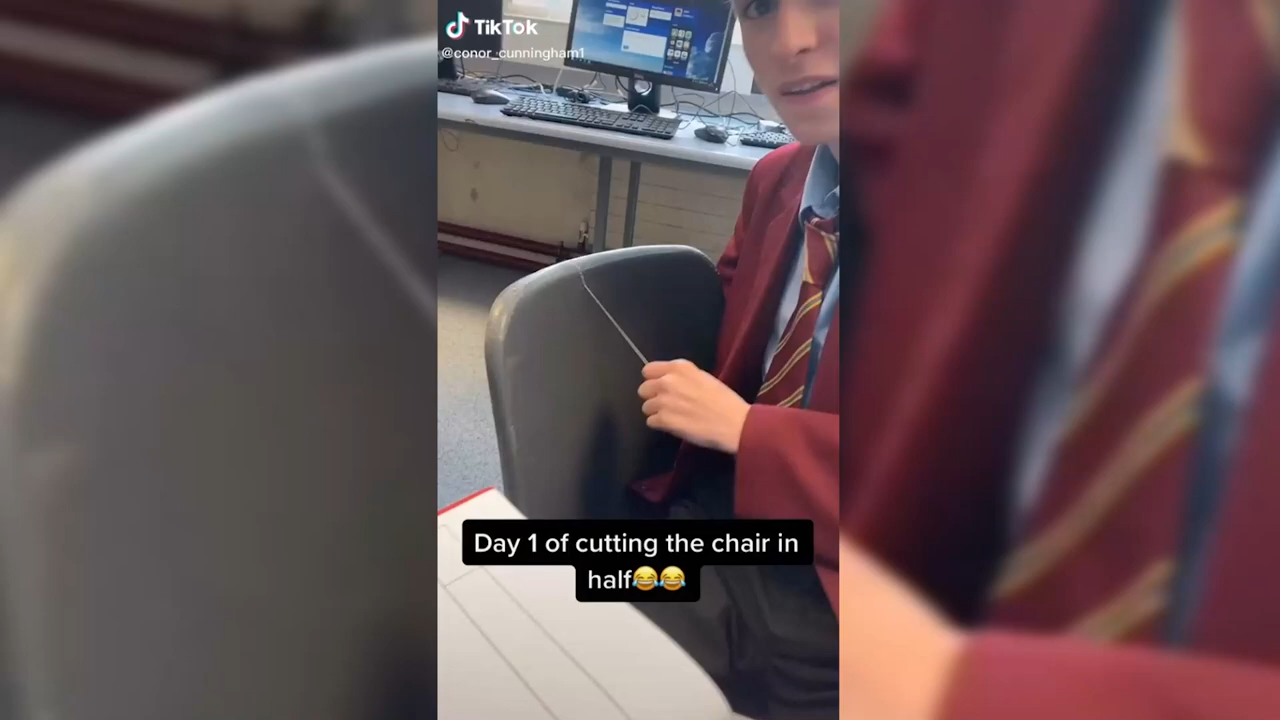 TikTok
@conor_cunningham1
Day 1 of cutting the chair in
half😂😂